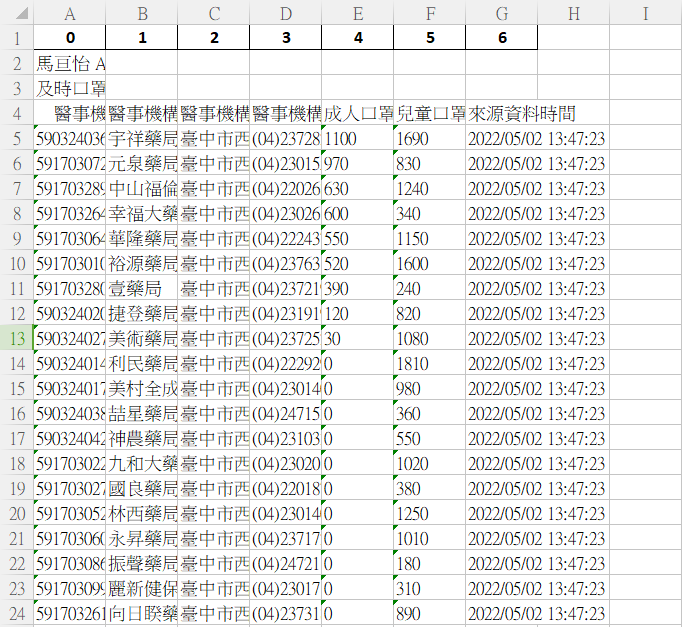 A B C D E F G H I
1 0 1 2 3 4 5 6
2 馬亘怡 A
3 及時口罩
4 醫事機 醫事機構 醫事機構 醫事機構 成人口罩 兒童口罩 來源資料時間
5 590324036 宇祥藥局 臺中市西 (04)23728 1100 1690 2022/05/02 13:47:23
6 591703072 元泉藥局 臺中市西 (04)23015 970 830 2022/05/02 13:47:23
7 591703289 中山福倫 臺中市西 (04)22026 630 1240 2022/05/02 13:47:23
8 591703264 幸福大藥 臺中市西 (04)23026 600 340 2022/05/02 13:47:23
9 591703064 華隆藥局 臺中市西 (04)22243 550 1150 2022/05/02 13:47:23
10 591703010 裕源藥局 臺中市西 (04)23763 520 1600 2022/05/02 13:47:23
11 591703280 壹藥局 臺中市西 (04)23721 390 240 2022/05/02 13:47:23
12 590324020 捷登藥局 臺中市西 (04)23191 120 820 2022/05/02 13:47:23
13 590324027 美術藥局 臺中市西 (04)23725 30 1080 2022/05/02 13:47:23
14 590324014 利民藥局 臺中市西 (04)22292 0 1810 2022/05/02 13:47:23
15 590324017 美村全成 臺中市西 (04)23014 0 980 2022/05/02 13:47:23
16 590324038 喆星藥局 臺中市西 (04)24715 0 360 2022/05/02 13:47:23
17 590324042 神農藥局 臺中市西 (04)23103 0 550 2022/05/02 13:47:23
18 591703022 九和大藥 臺中市西 (04)23020 0 1020 2022/05/02 13:47:23
19 591703027 國良藥局 臺中市西 (04)22018 0 380 2022/05/02 13:47:23
20 591703052 林西藥局 臺中市西 (04)23014 0 1250 2022/05/02 13:47:23
21 591703060 永昇藥局 臺中市西 (04)23717 0 1010 2022/05/02 13:47:23
22 591703086 振聲藥局 臺中市西 (04)24721 0 180 2022/05/02 13:47:23
23 591703099 麗新健保 臺中市西 (04)23017 0 310 2022/05/02 13:47:23
24 591703261 向日睽藥 臺中市西 (04)23731 0 890 2022/05/02 13:47:23